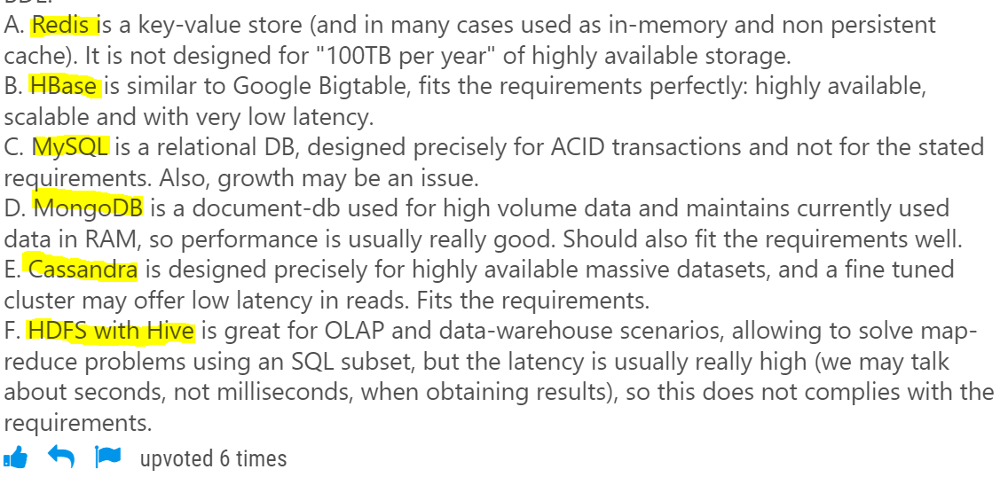 BDE.
A. Redis is a key-value store (and in many cases used as in-memory and non persistent
cache). It is not designed for "100TB per year" of highly available storage.
B. HBase is similar to Google Bigtable, fits the requirements perfectly: highly available,
scalable and with very low latency.
C. MySQL is a relational DB, designed precisely for ACID transactions and not for the stated
requirements. Also, growth may be an issue.
D. MongoDB is a document-db used for high volume data and maintains currently used
data in RAM, so performance is usually really good. Should also fit the requirements well.
E. Cassandra is designed precisely for highly available massive datasets, and a fine tuned
cluster may offer low latency in reads. Fits the requirements.
F. HDFS with Hive is great for OLAP and data-warehouse scenarios, allowing to solve map-
reduce problems using an SQL subset, but the latency is usually really high (we may talk
about seconds, not milliseconds, when obtaining results), so this does not complies with the
requirements.
upvoted 6 times